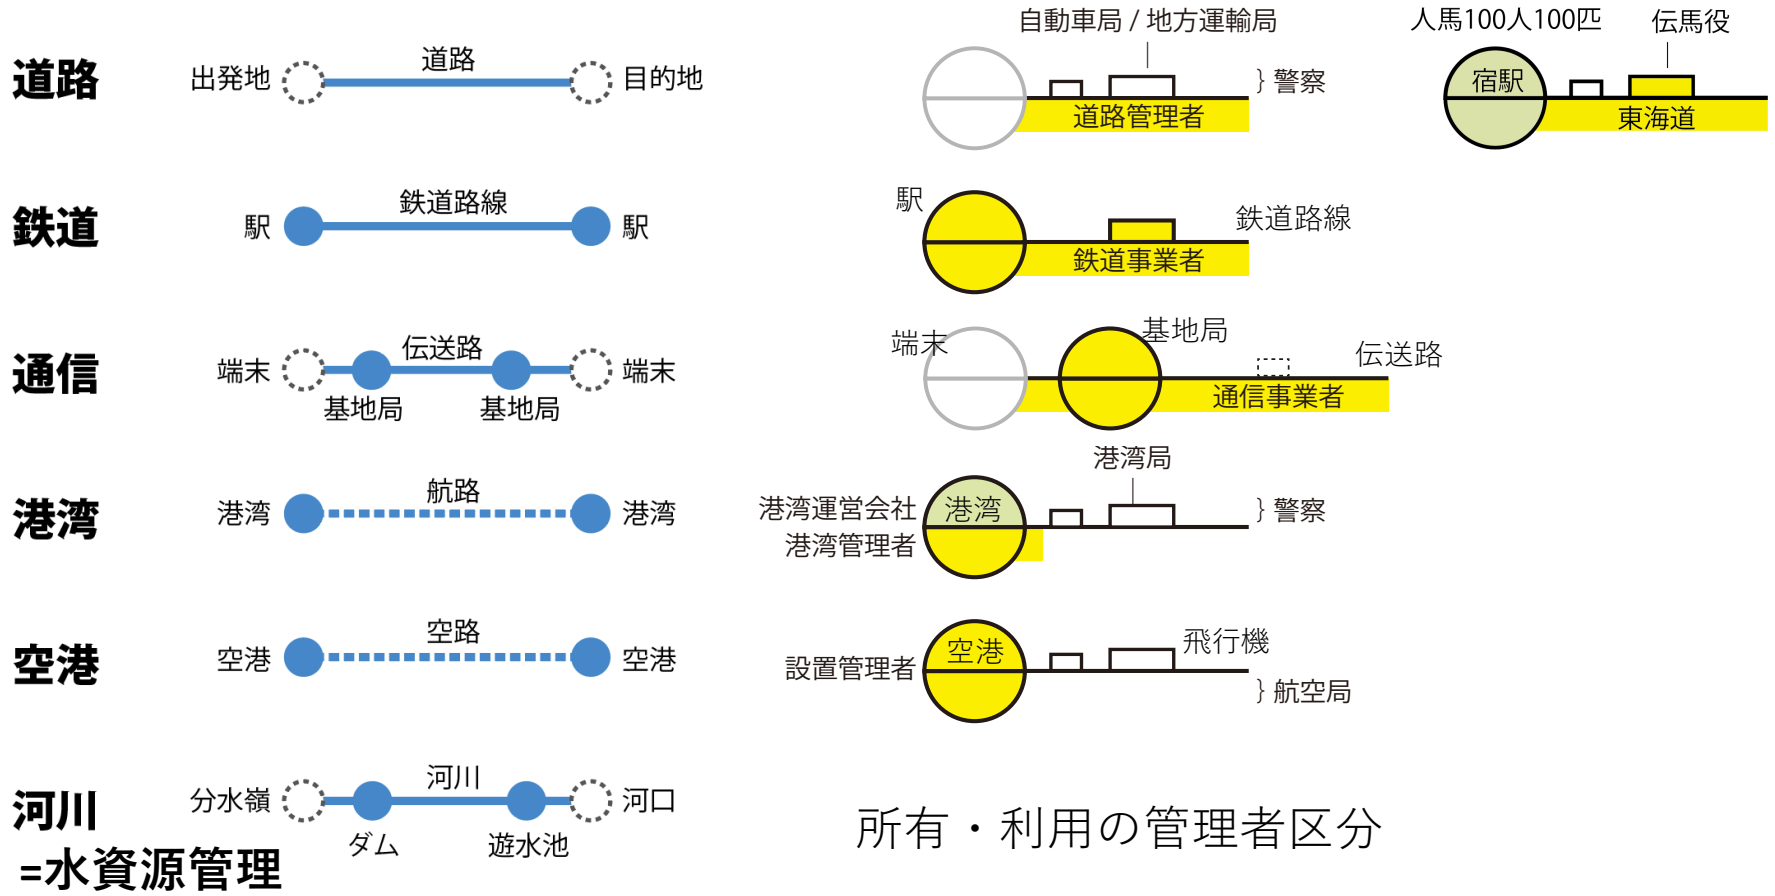 道路
出発地
道路
目的地
自動車局 / 地方運輸局
} 警察
道路管理者
人馬100人100匹
伝馬役
宿駅
東海道
鉄道
駅
鉄道路線
駅
駅
鉄道路線
鉄道事業者
通信
端末
伝送路
端末
基地局
基地局
端末
基地局
伝送路
通信事業者
港湾
港湾
航路
港湾
港湾局
港湾運営会社
港湾
} 警察
港湾管理者
空港
空港
空路
空港
設置管理者
空港
飛行機
} 航空局
河川
=水資源管理
分水嶺
河川
河口
ダム
遊水池
所有・利用の管理者区分